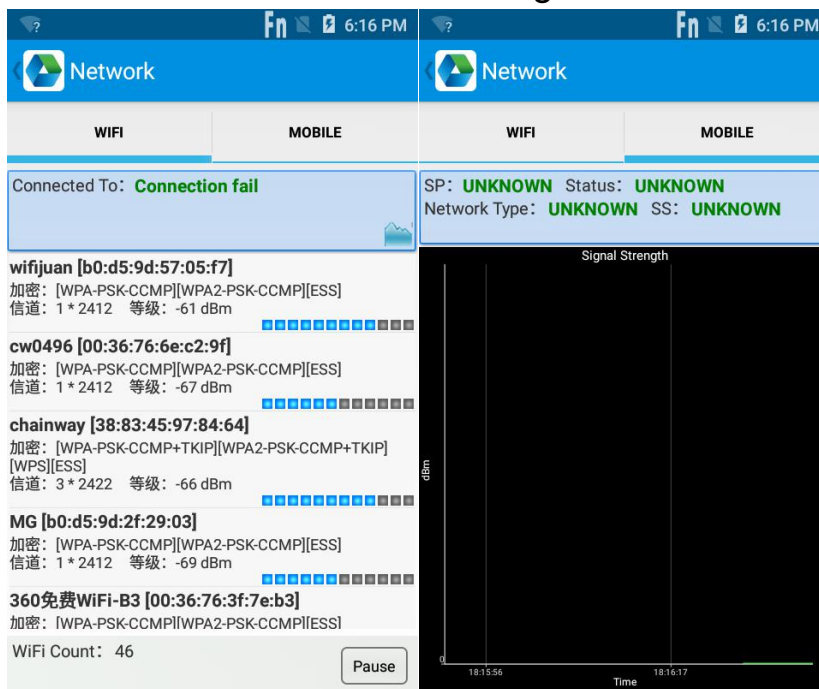 Fn 6:16 PM
Network
WIFI MOBILE
Connected To： Connection fail
wifijuan [b0:d5:9d:57:05:f7]
加密：[WPA-PSK-CCMP][WPA2-PSK-CCMP][ESS]
信道：1 * 2412 等级：-61 dBm
cw0496 [00:36:76:6e:c2:9f]
加密：[WPA-PSK-CCMP][WPA2-PSK-CCMP][ESS]
信道：1 * 2412 等级：-67 dBm
chainway [38:83:45:97:84:64]
加密：[WPA-PSK-CCMP+TKIP][WPA2-PSK-CCMP+TKIP]
[WPS][ESS]
信道：3 * 2422 等级：-66 dBm
MG [b0:d5:9d:2f:29:03]
加密：[WPA-PSK-CCMP][WPA2-PSK-CCMP][ESS]
信道：1 * 2412 等级：-69 dBm
360免费WiFi-B3 [00:36:76:3f:7e:b3]
加密：[WPA-PSK-CCMP][WPA2-PSK-CCMP][ESS]
WiFi Count： 46
Pause
Fn 6:16 PM
Network
WIFI MOBILE
SP： UNKNOWN Status： UNKNOWN
Network Type： UNKNOWN SS： UNKNOWN
Signal Strength
dBm
0
18:15:56 18:16:17
Time